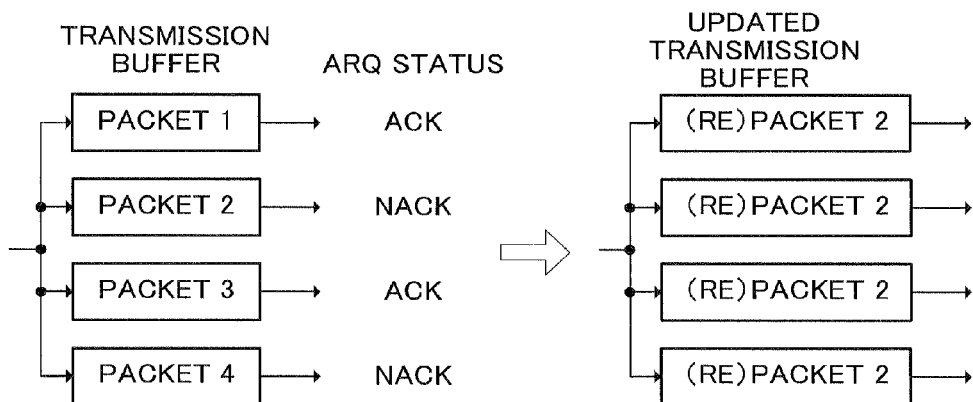 TRANSMISSION
BUFFER
ARQ STATUS
UPDATED
TRANSMISSION
BUFFER
PACKET 1
ACK
(RE)PACKET 2
PACKET 2
NACK
(RE)PACKET 2
PACKET 3
ACK
(RE)PACKET 2
PACKET 4
NACK
(RE)PACKET 2